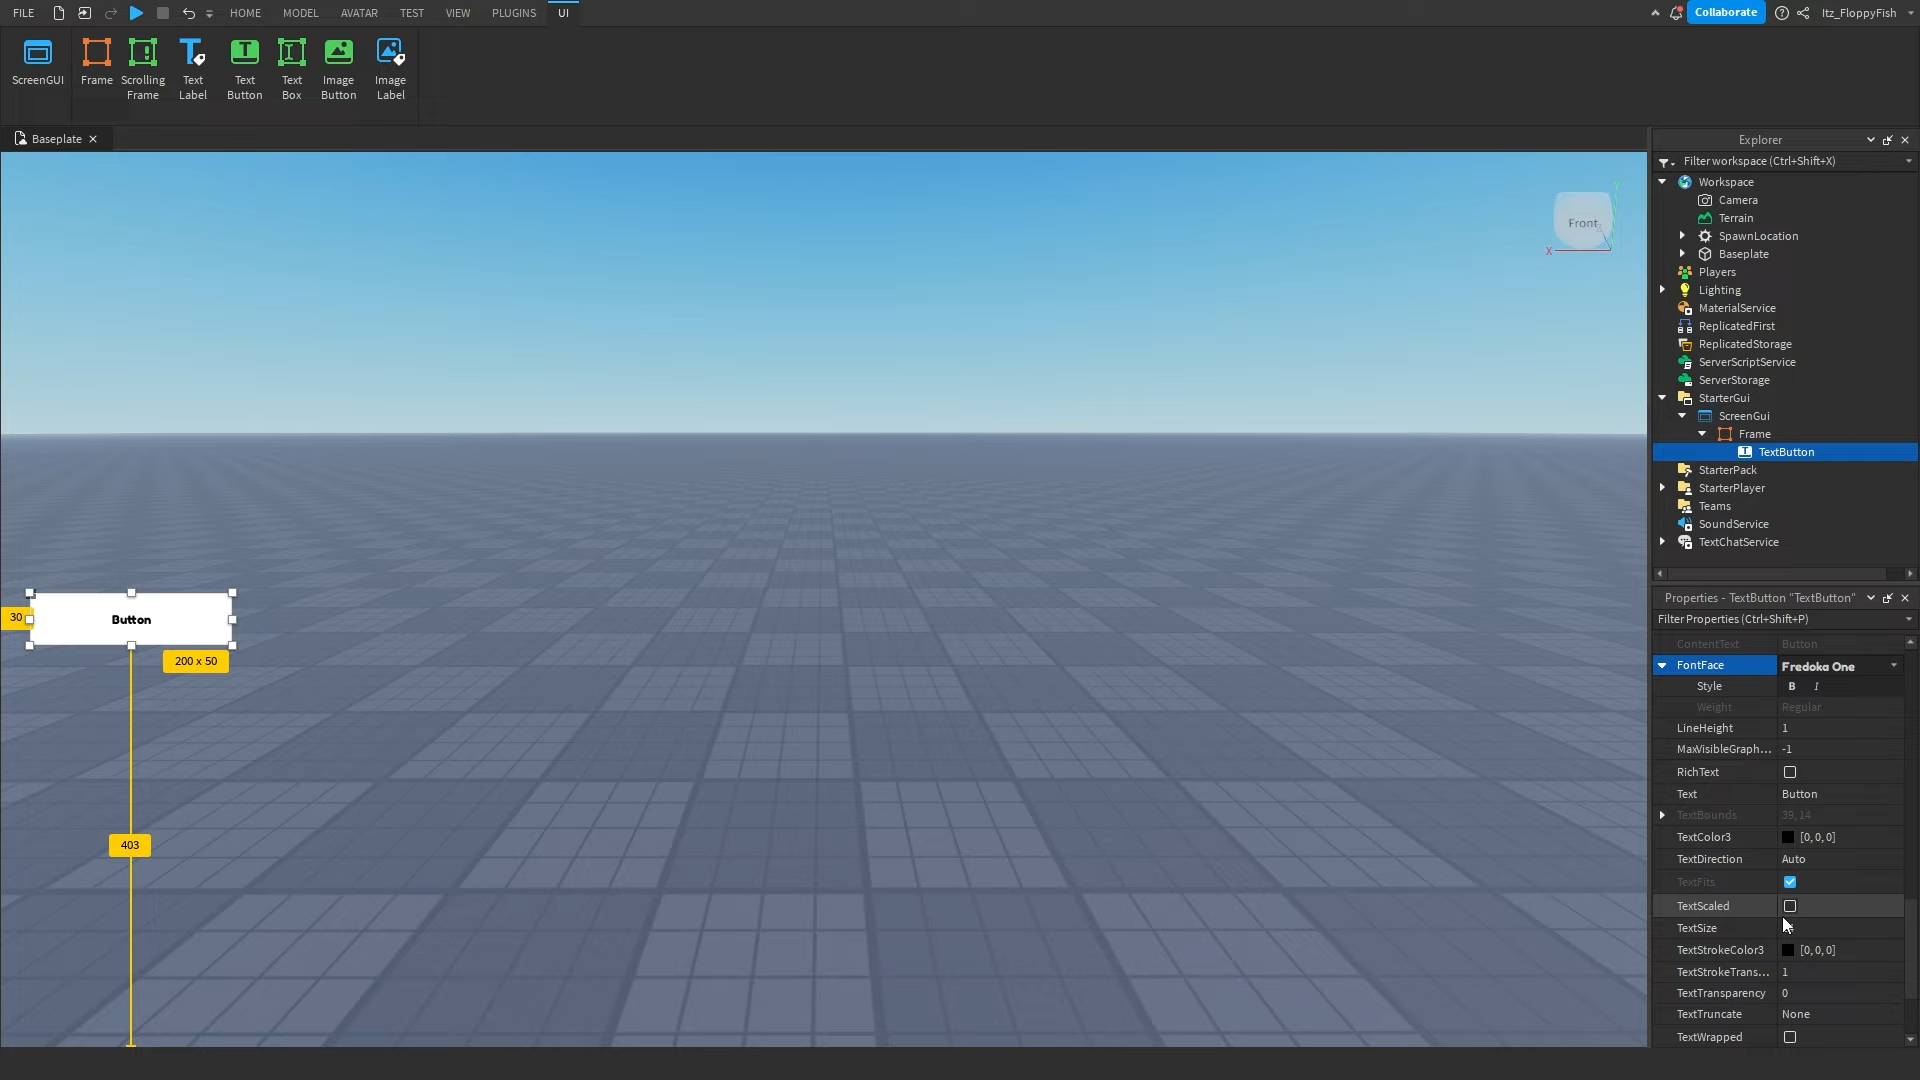 FILE HOME MODEL AVATAR TEST VIEW PLUGINS UI Collaborate Itz_FloppyFish
ScreenGUI
Frame
Scrolling
Frame
Text
Label
Text
Button
Text
Box
Image
Button
Image
Label
Baseplate
Front
X
Y
Button
30
200 x 50
403
Explorer
Filter workspace (Ctrl+Shift+X)
Workspace
Camera
Terrain
SpawnLocation
Baseplate
Players
Lighting
MaterialService
ReplicatedFirst
ReplicatedStorage
ServerScriptService
ServerStorage
StarterGui
ScreenGui
Frame
TextButton
StarterPack
StarterPlayer
Teams
SoundService
TextChatService
Properties - TextButton "TextButton"
Filter Properties (Ctrl+Shift+P)
ContentText Button
FontFace Fredoka One
Style B I
Weight Regular
LineHeight 1
MaxVisibleGraph... -1
RichText
Text Button
TextBounds 39, 14
TextColor3 [0, 0, 0]
TextDirection Auto
TextFits
TextScaled
TextSize
TextStrokeColor3 [0, 0, 0]
TextStrokeTrans... 1
TextTransparency 0
TextTruncate None
TextWrapped